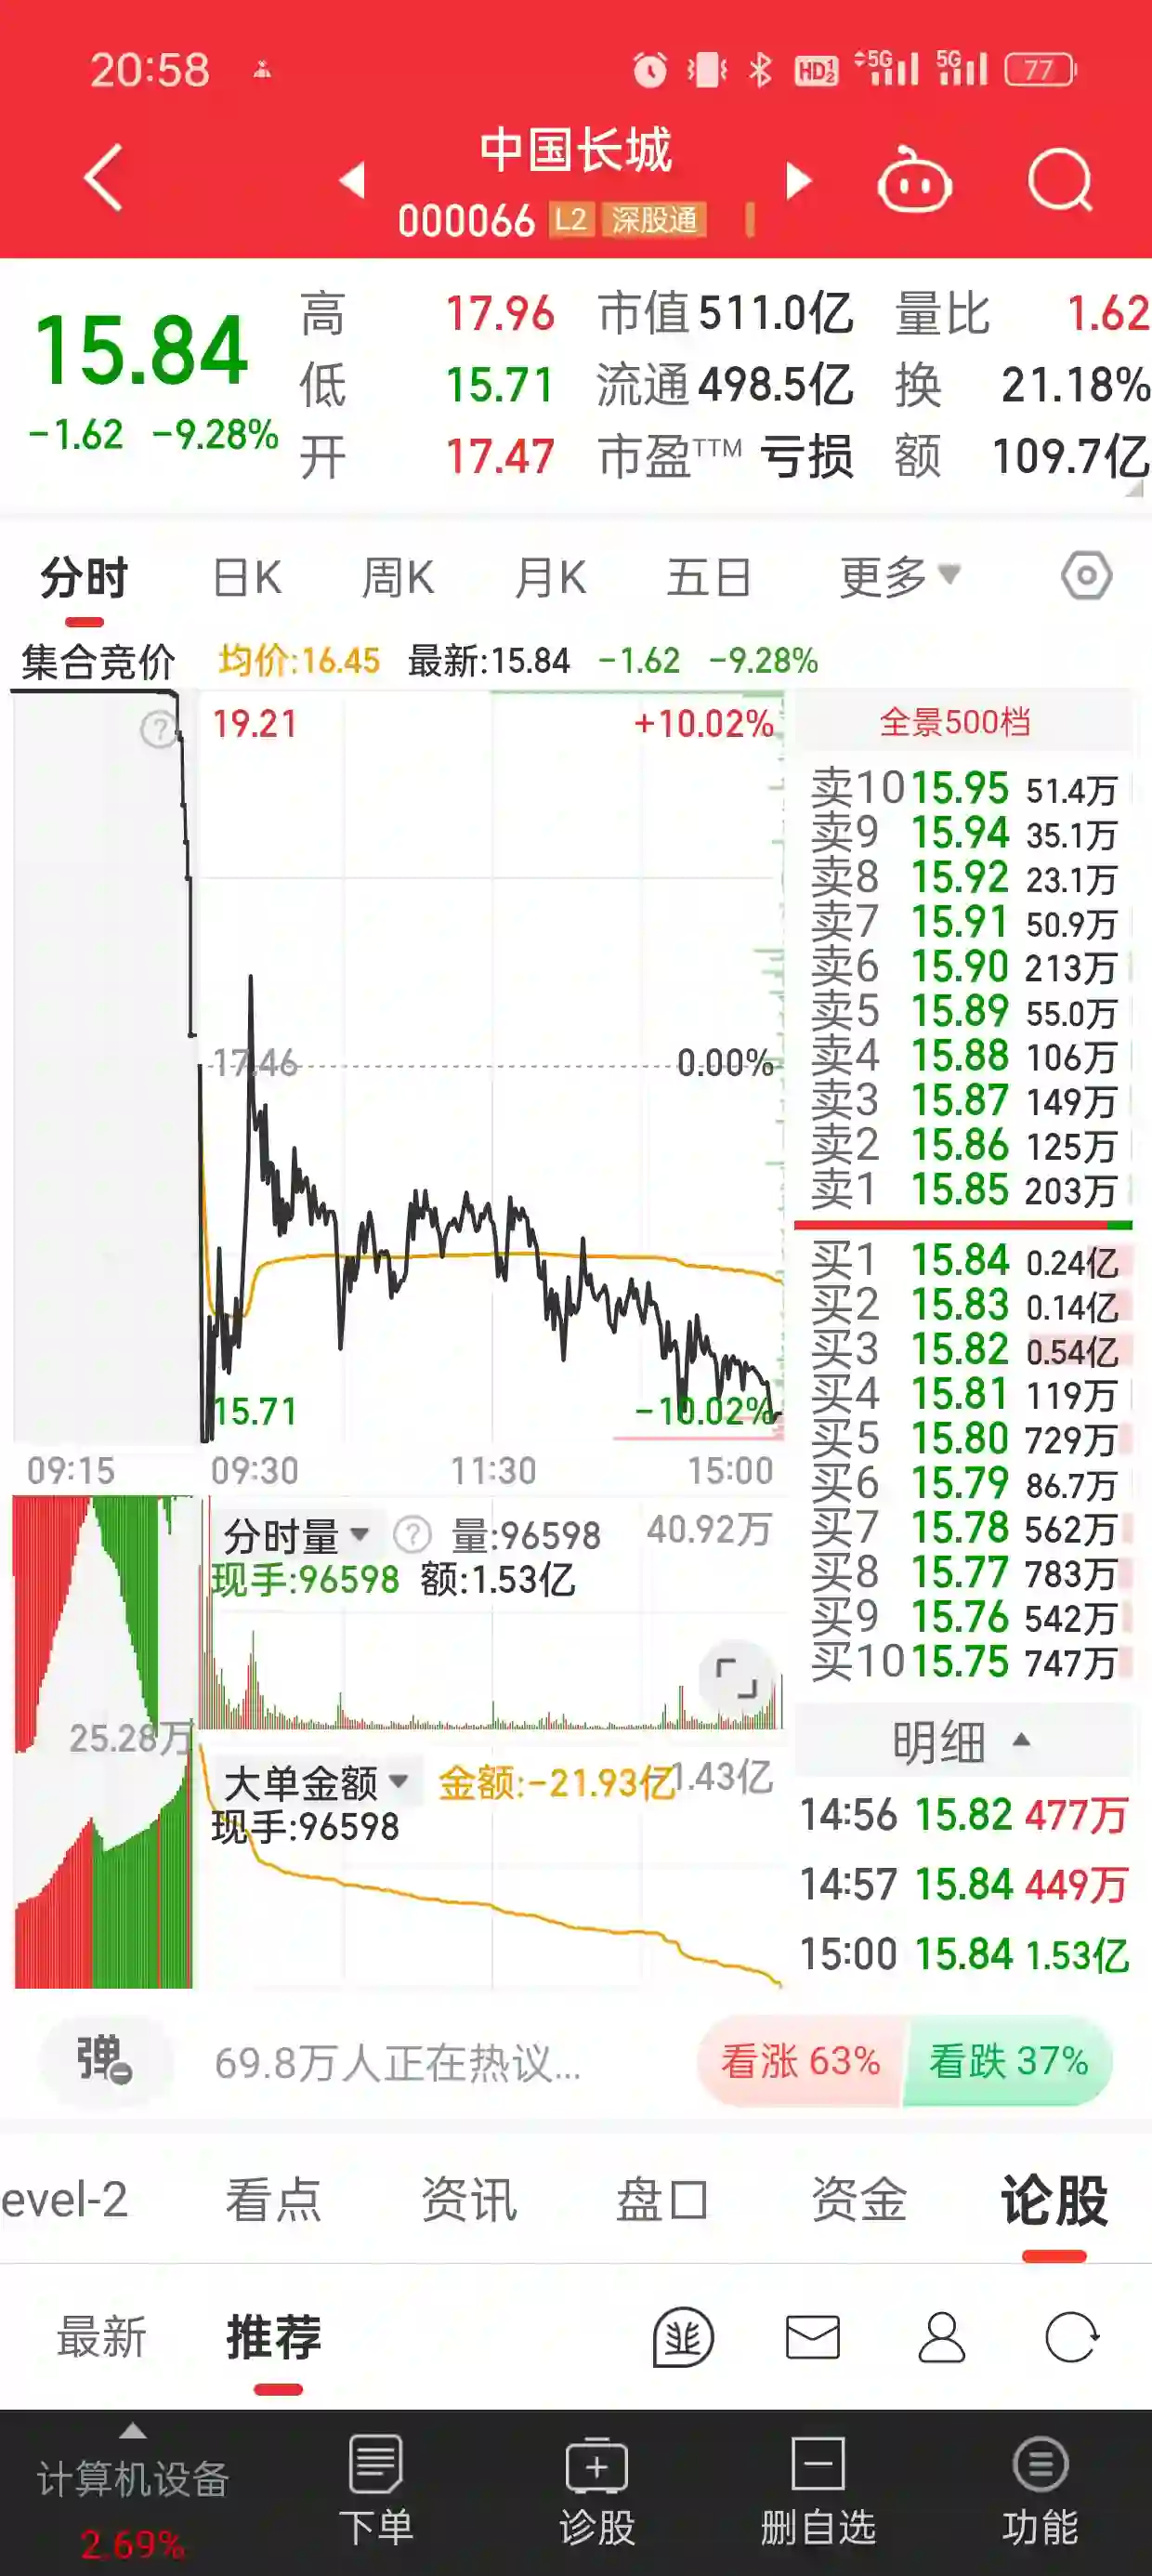 20:58 HD 1 2 5G 5G 77
中国长城
000066 L2 深股通
15.84
-1.62 -9.28%
高 17.96 市值 511.0亿 量比 1.62
低 15.71 流通 498.5亿 换 21.18%
开 17.47 市盈TTM 亏损 额 109.7亿
分时 日K 周K 月K 五日 更多
集合竞价 均价:16.45 最新:15.84 -1.62 -9.28%
? 19.21 +10.02%
17.46 0.00%
15.71 -10.02%
09:15 09:30 11:30 15:00
全景500档
卖10 15.95 51.4万
卖9 15.94 35.1万
卖8 15.92 23.1万
卖7 15.91 50.9万
卖6 15.90 213万
卖5 15.89 55.0万
卖4 15.88 106万
卖3 15.87 149万
卖2 15.86 125万
卖1 15.85 203万
买1 15.84 0.24亿
买2 15.83 0.14亿
买3 15.82 0.54亿
买4 15.81 119万
买5 15.80 729万
买6 15.79 86.7万
买7 15.78 562万
买8 15.77 783万
买9 15.76 542万
买10 15.75 747万
分时量 ? 量:96598 40.92万
现手:96598 额:1.53亿
25.28万
大单金额 金额:-21.93亿 1.43亿
现手:96598
明细
14:56 15.82 477万
14:57 15.84 449万
15:00 15.84 1.53亿
弹 69.8万人正在热议... 看涨 63% 看跌 37%
evel-2 看点 资讯 盘口 资金 论股
最新 推荐
计算机设备 下单 诊股 删自选 功能
2.69%